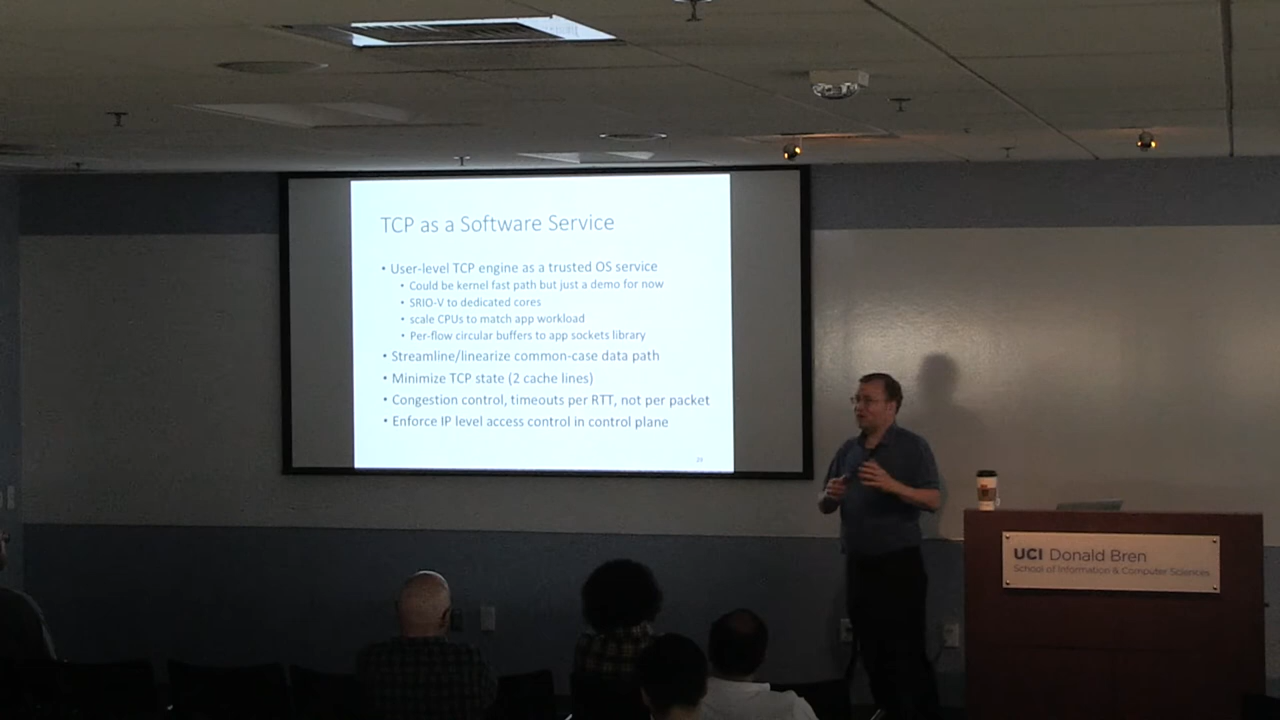 TCP as a Software Service
• User-level TCP engine as a trusted OS service
• Could be kernel fast path but just a demo for now
• SRIO-V to dedicated cores
• scale CPUs to match app workload
• Per-flow circular buffers to app sockets library
• Streamline/linearize common-case data path
• Minimize TCP state (2 cache lines)
• Congestion control, timeouts per RTT, not per packet
• Enforce IP level access control in control plane
UCI Donald Bren
School of Information & Computer Sciences